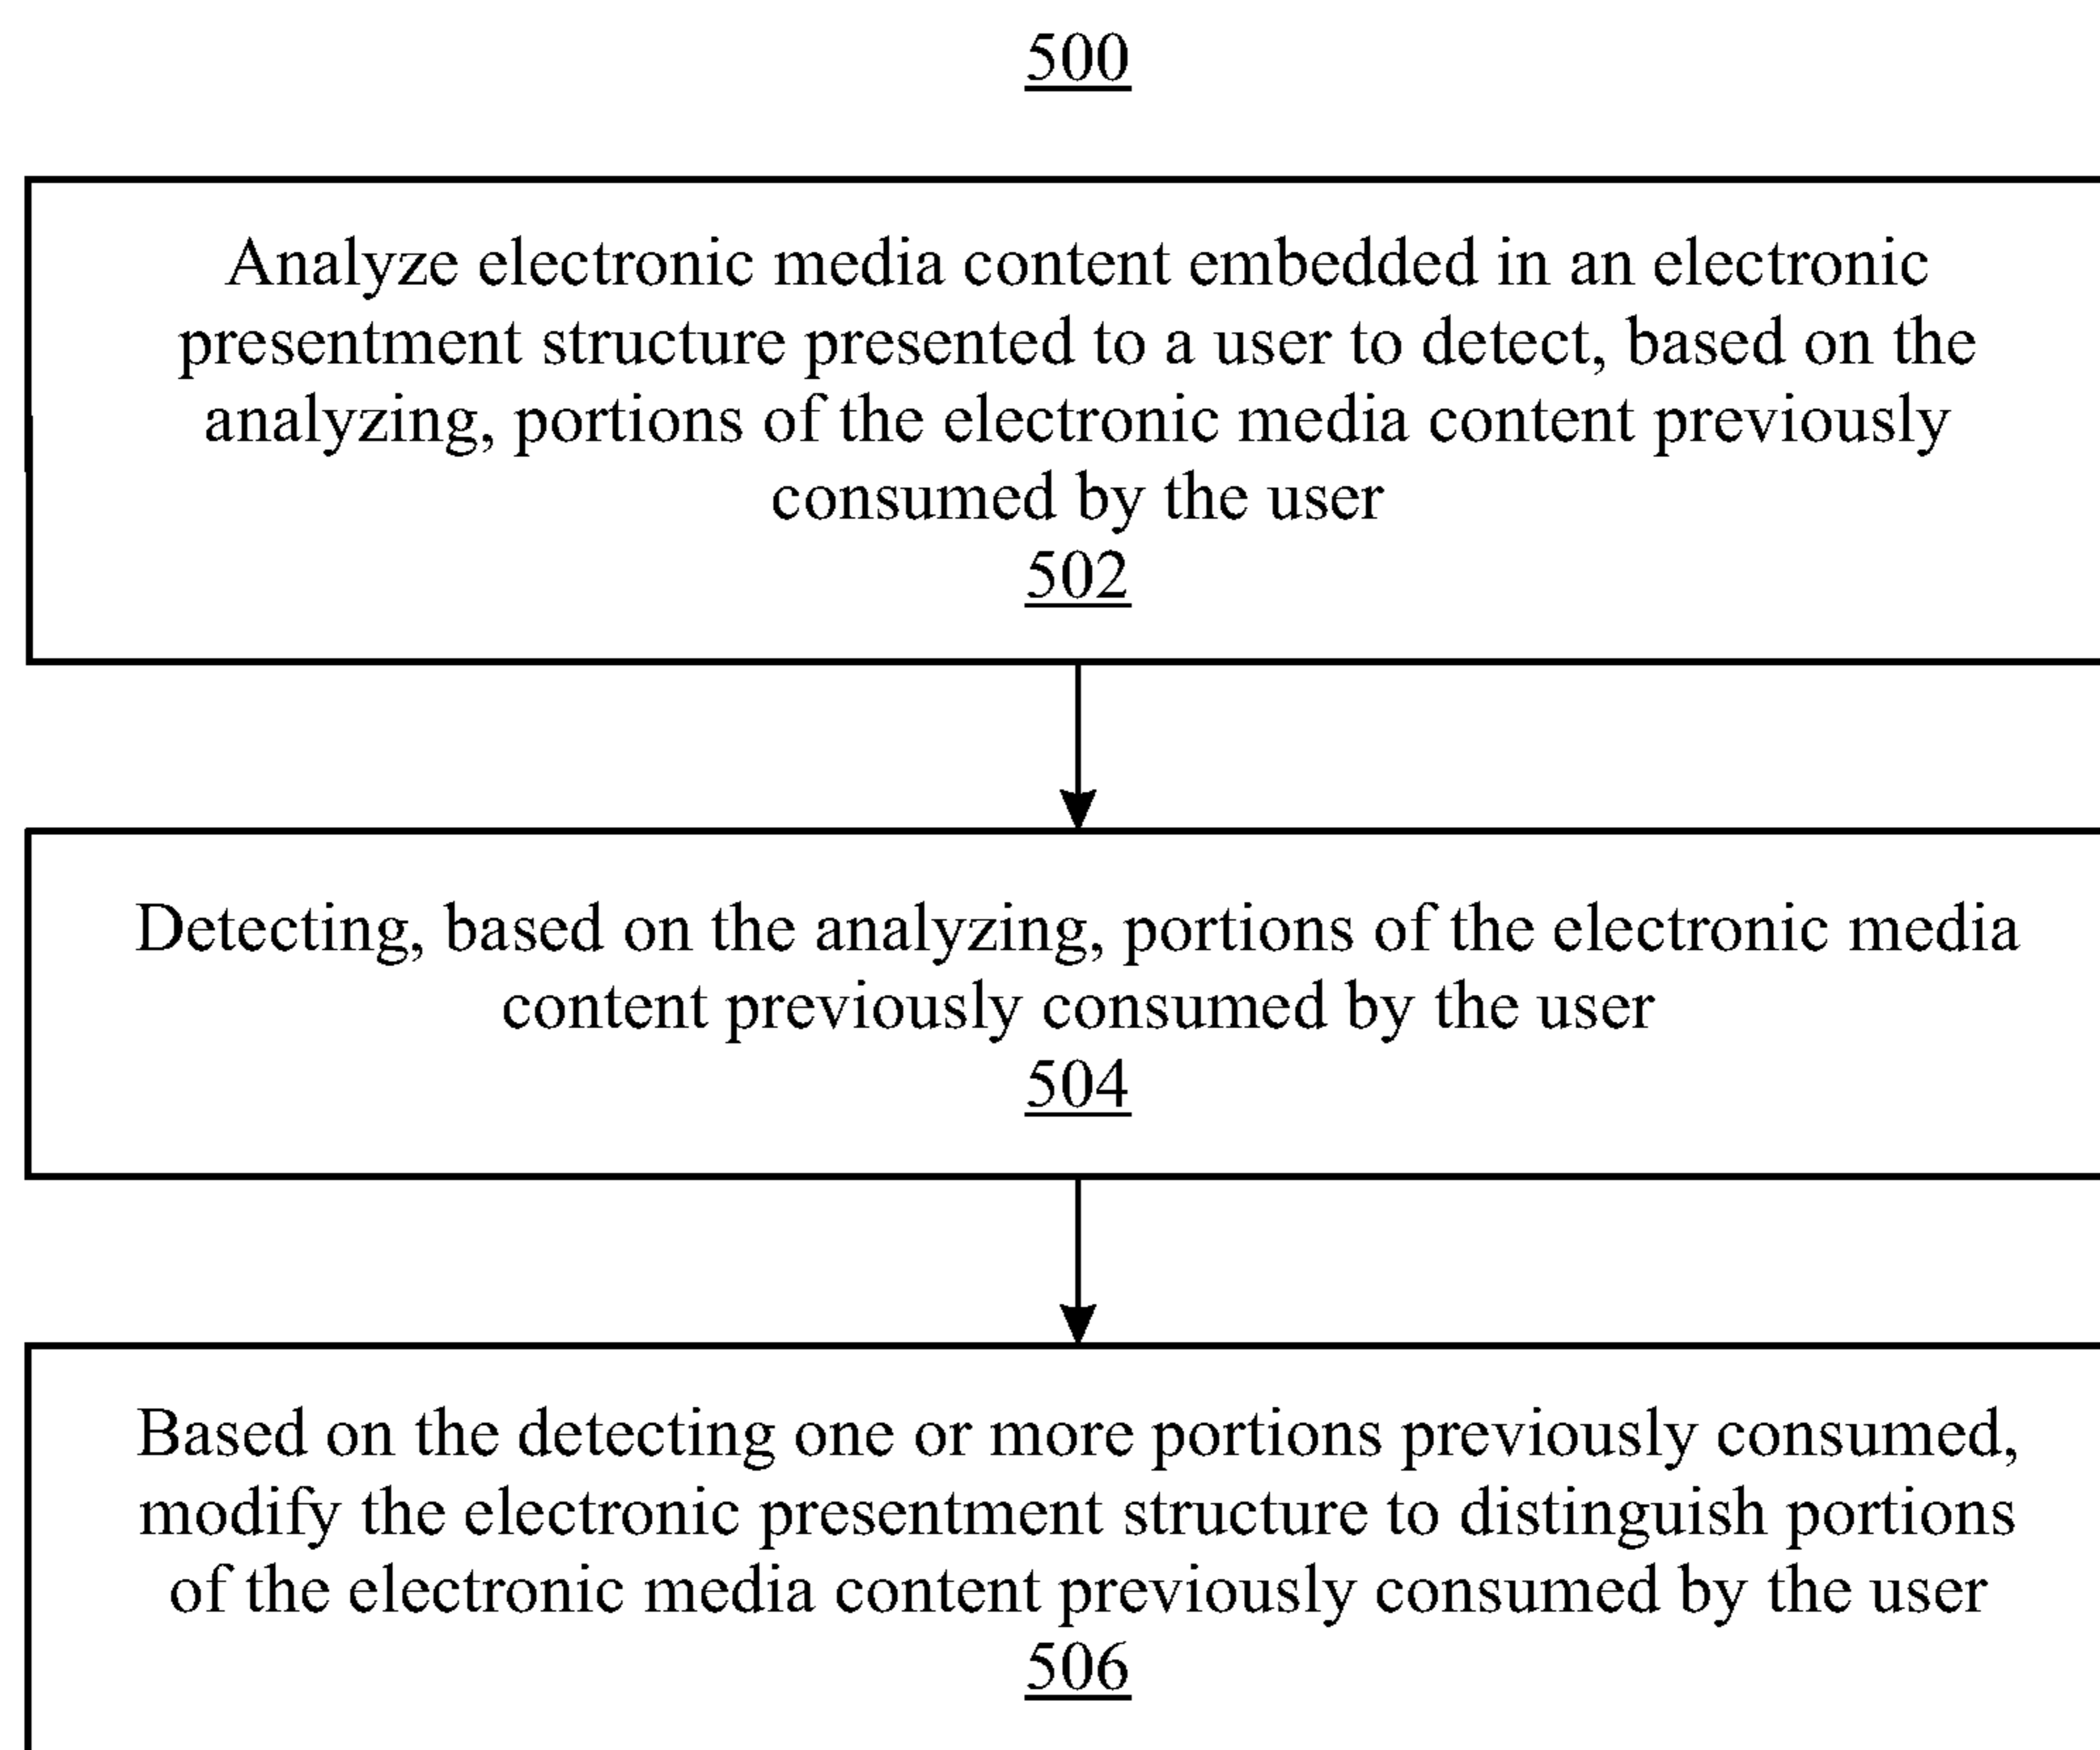 500
Analyze electronic media content embedded in an electronic
presentment structure presented to a user to detect, based on the
analyzing, portions of the electronic media content previously
consumed by the user
502
Detecting, based on the analyzing, portions of the electronic media
content previously consumed by the user
504
Based on the detecting one or more portions previously consumed,
modify the electronic presentment structure to distinguish portions
of the electronic media content previously consumed by the user
506